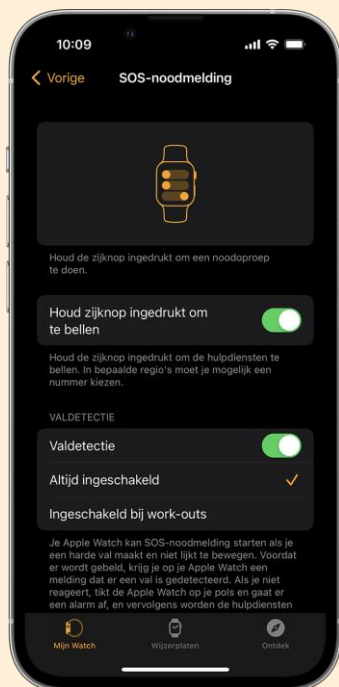 10:09
Vorige
SOS-noodmelding
Houd de zijknop ingedrukt om een noodoproep
te doen.
Houd zijknop ingedrukt om
te bellen
Houd de zijknop ingedrukt om de hulpdiensten te
bellen. In bepaalde regio's moet je mogelijk een
nummer kiezen.
VALDETECTIE
Valdetectie
Altijd ingeschakeld
Ingeschakeld bij work-outs
Je Apple Watch kan SOS-noodmelding starten als je
een harde val maakt en niet lijkt te bewegen. Voordat
er wordt gebeld, krijg je op je Apple Watch een
melding dat er een val is gedetecteerd. Als je niet
reageert, tikt de Apple Watch op je pols en gaat er
een alarm af, en vervolgens worden de hulpdiensten
Mijn Watch
Wijzerplaten
Ontdek